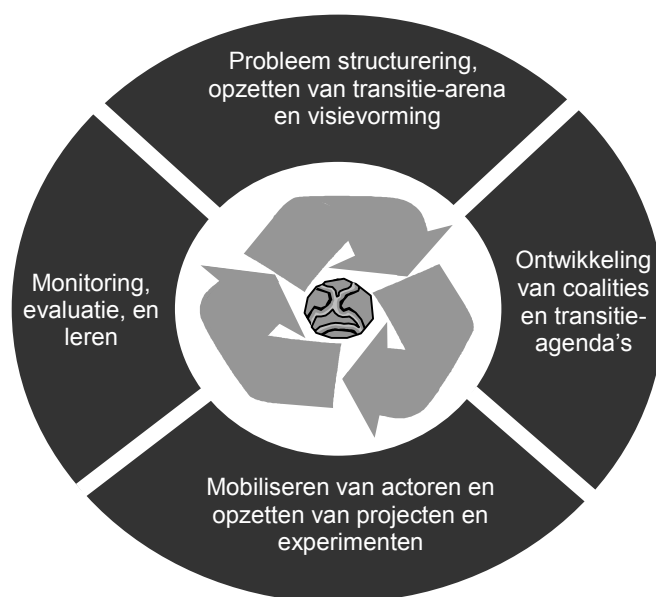 Probleem structurering,
opzetten van transitie-arena
en visievorming
Ontwikkeling
van coalities
en transitie-
agenda's
Mobiliseren van actoren en
opzetten van projecten en
experimenten
Monitoring,
evaluatie, en
leren